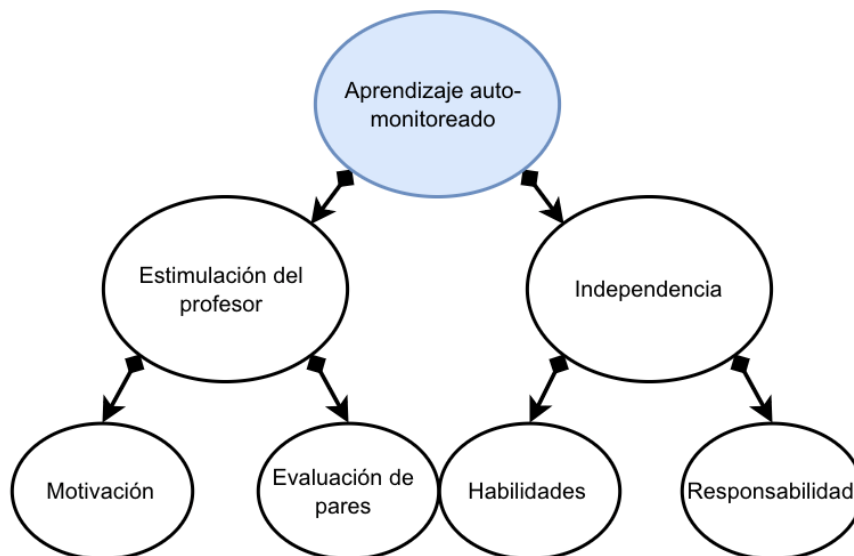 Aprendizaje auto-
monitoreado
Estimulación del
profesor
Independencia
Motivación
Evaluación de
pares
Habilidades
Responsabilidad